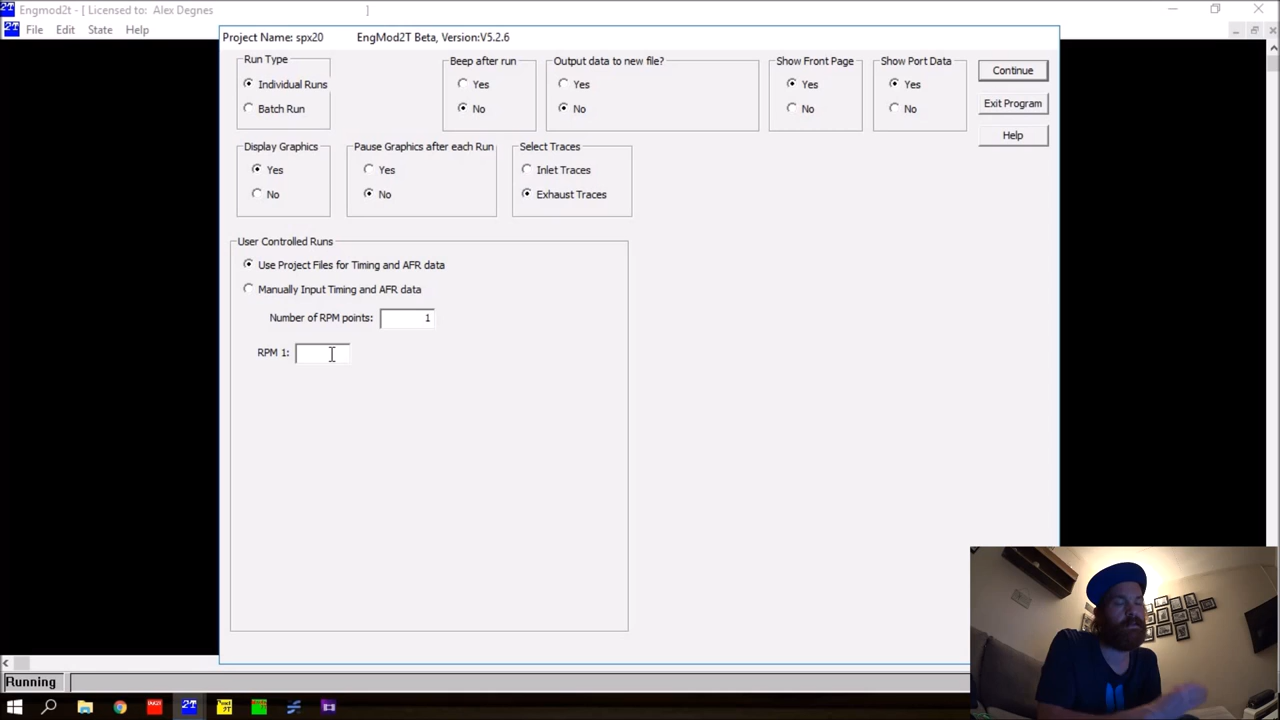 Engmod2t - [ Licensed to: Alex Degnes ]
2T File Edit State Help
Project Name: spx20 EngMod2T Beta, Version:V5.2.6
Run Type
Individual Runs
Batch Run
Beep after run
Yes
No
Output data to new file?
Yes
No
Show Front Page
Yes
No
Show Port Data
Yes
No
Continue
Exit Program
Help
Display Graphics
Yes
No
Pause Graphics after each Run
Yes
No
Select Traces
Inlet Traces
Exhaust Traces
User Controlled Runs
Use Project Files for Timing and AFR data
Manually Input Timing and AFR data
Number of RPM points: 1
RPM 1:
Running
2T